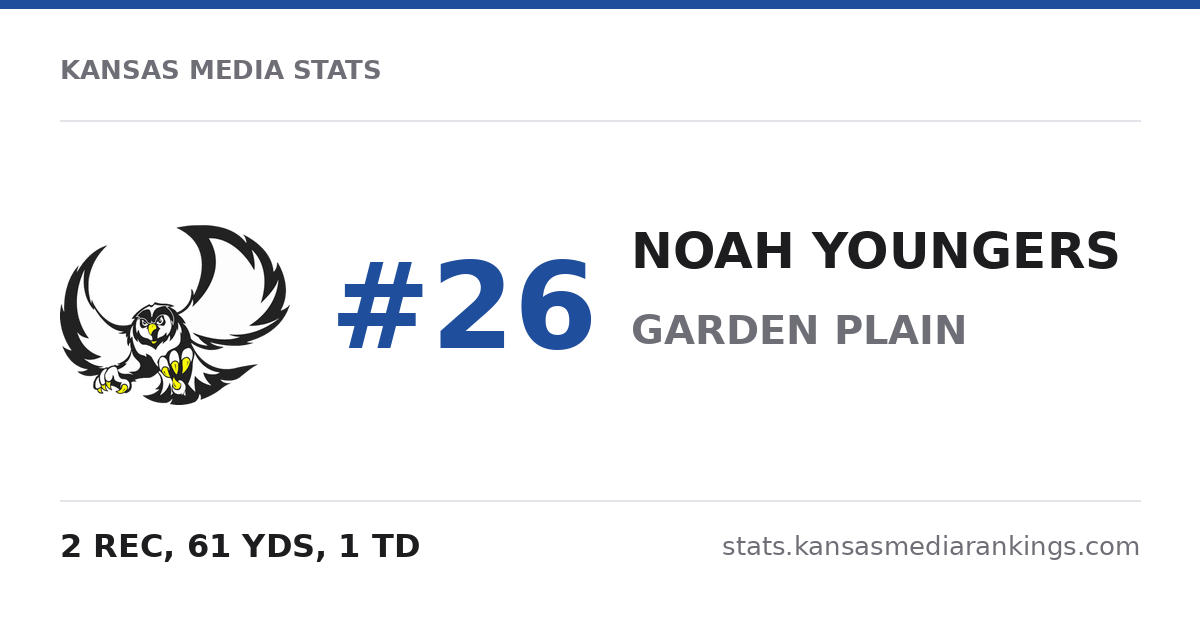 KANSAS MEDIA STATS
#26
NOAH YOUNGERS
GARDEN PLAIN
2 REC, 61 YDS, 1 TD
stats.kansasmediarankings.com